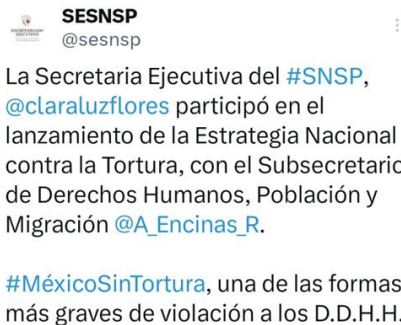 SESNSP
@sesnsp
La Secretaria Ejecutiva del #SNSP,
@claraluzflores participó en el
lanzamiento de la Estrategia Nacional
contra la Tortura, con el Subsecretario
de Derechos Humanos, Población y
Migración @A_Encinas_R.
#MéxicoSinTortura, una de las formas
más graves de violación a los D.D.H.H.